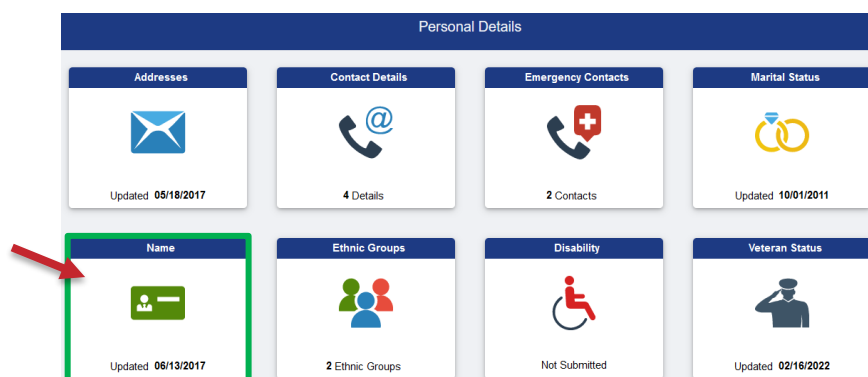 Personal Details
Addresses
Contact Details
Emergency Contacts
Marital Status
@
Updated 05/18/2017
4 Details
2 Contacts
Updated 10/01/2011
Name
Ethnic Groups
Disability
Veteran Status
Updated 06/13/2017
2 Ethnic Groups
Not Submitted
Updated 02/16/2022